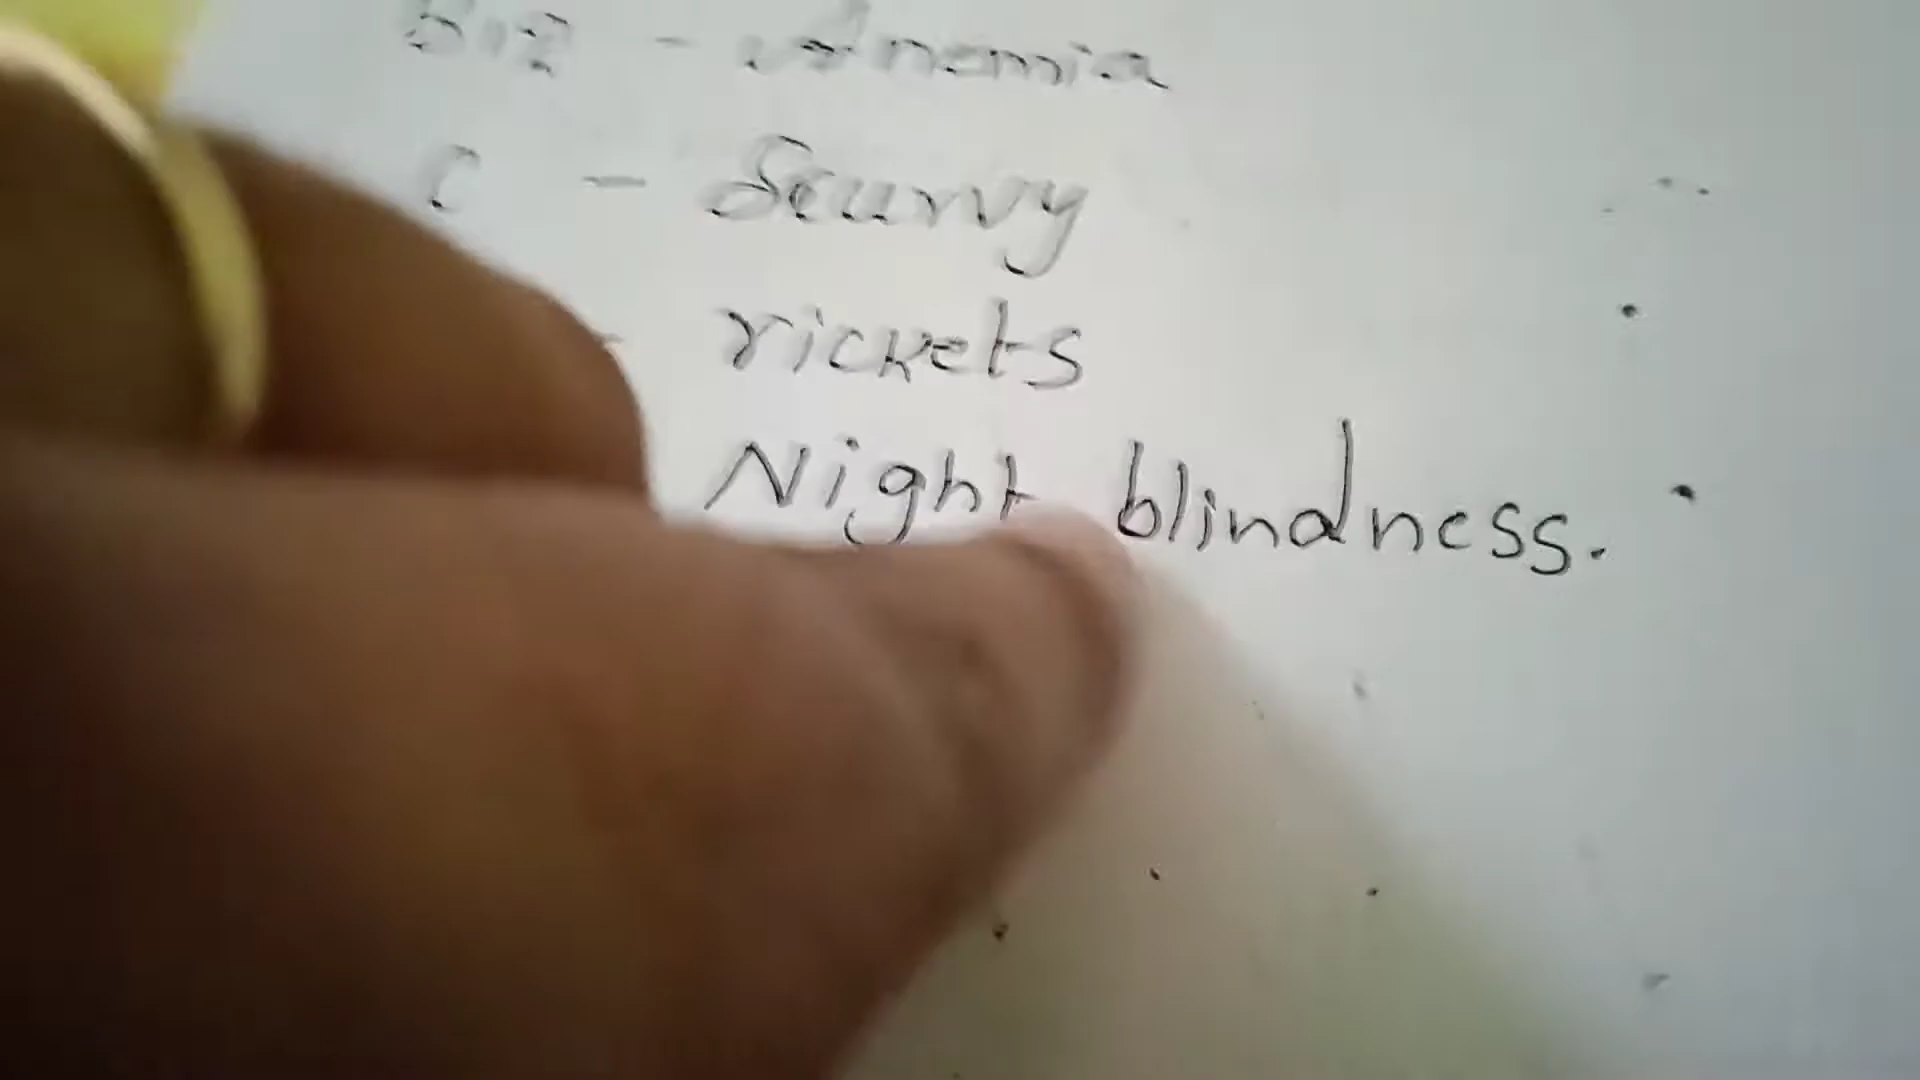 B12 - Anemia
C - Scurvy
rickets
Night blindness.